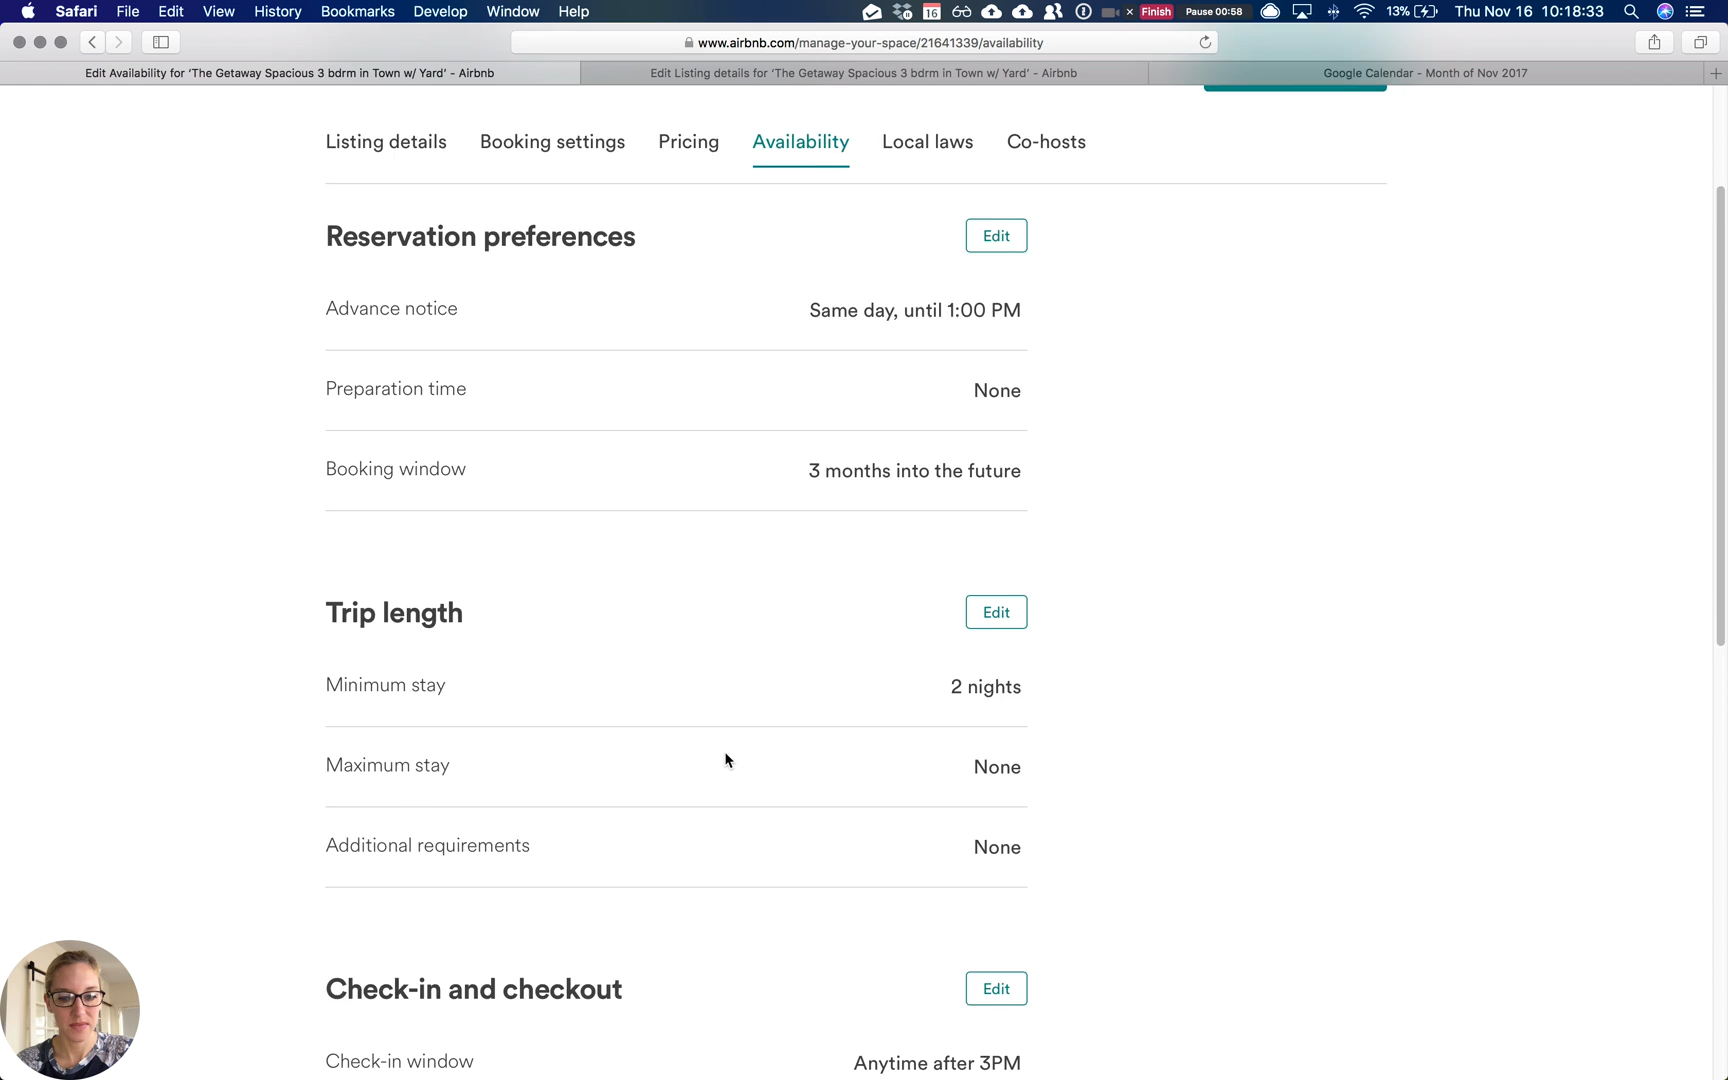 Safari File Edit View History Bookmarks Develop Window Help 16 Finish Pause 00:58 13% Thu Nov 16 10:18:33
www.airbnb.com/manage-your-space/21641339/availability
Edit Availability for ‘The Getaway Spacious 3 bdrm in Town w/ Yard’ - Airbnb Edit Listing details for ‘The Getaway Spacious 3 bdrm in Town w/ Yard’ - Airbnb Google Calendar - Month of Nov 2017
Listing details Booking settings Pricing Availability Local laws Co-hosts
Reservation preferences Edit
Advance notice Same day, until 1:00 PM
Preparation time None
Booking window 3 months into the future
Trip length Edit
Minimum stay 2 nights
Maximum stay None
Additional requirements None
Check-in and checkout Edit
Check-in window Anytime after 3PM